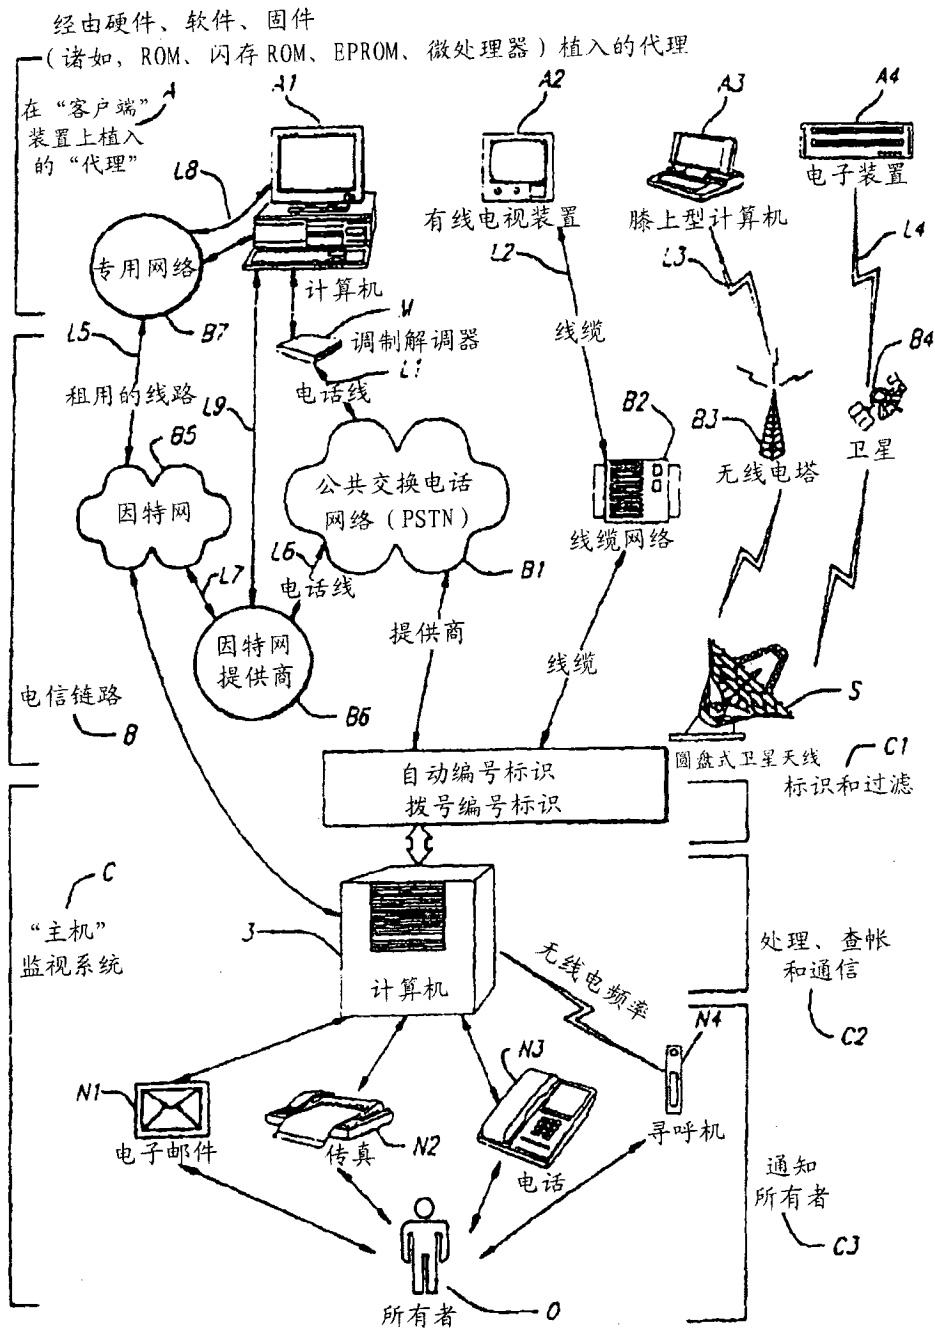 经由硬件、软件、固件
(诸如，ROM、闪存ROM、EPROM、微处理器)植入的代理
A
A1
A2
A3
A4
在“客户端”
装置上植入
的“代理”
L8
电子装置
有线电视装置
膝上型计算机
专用网络
L2
L3
L4
计算机
M
B7
L5
线缆
调制解调器
B4
L1
电话线
租用的线路
L9
B2
B3
B5
卫星
无线电塔
公共交换电话
网络(PSTN)
因特网
线缆网络
L6
B1
L7
电话线
提供商
因特网
提供商
线缆
电信链路
B
B6
S
圆盘式卫星天线
C1
标识和过滤
自动编号标识
拨号编号标识
C
“主机”
监视系统
3
计算机
无线电频率
处理、查帐
和通信
N4
C2
N3
N1
N2
寻呼机
电子邮件
传真
电话
通知
所有者
C3
所有者
O